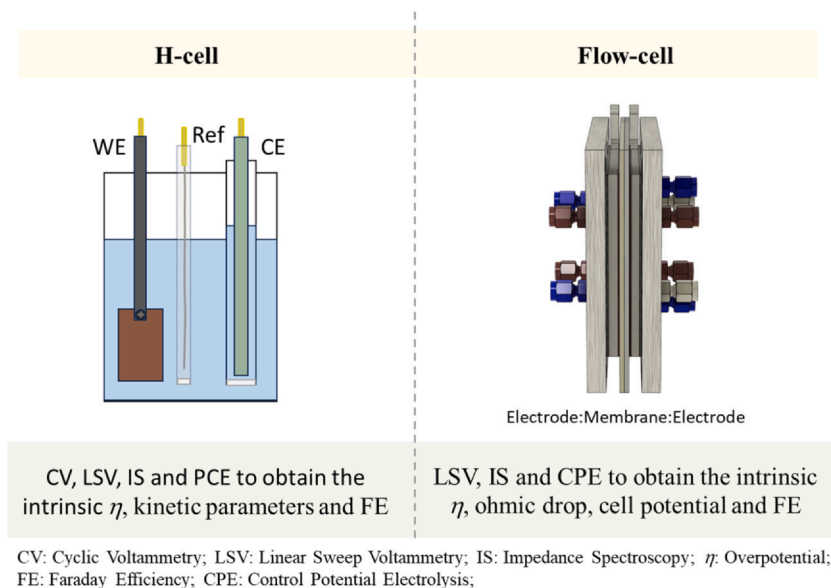 H-cell
Flow-cell
WE
Ref
CE
Electrode:Membrane:Electrode
CV, LSV, IS and PCE to obtain the
intrinsic η, kinetic parameters and FE
LSV, IS and CPE to obtain the intrinsic
η, ohmic drop, cell potential and FE
CV: Cyclic Voltammetry; LSV: Linear Sweep Voltammetry; IS: Impedance Spectroscopy; η: Overpotential;
FE: Faraday Efficiency; CPE: Control Potential Electrolysis;